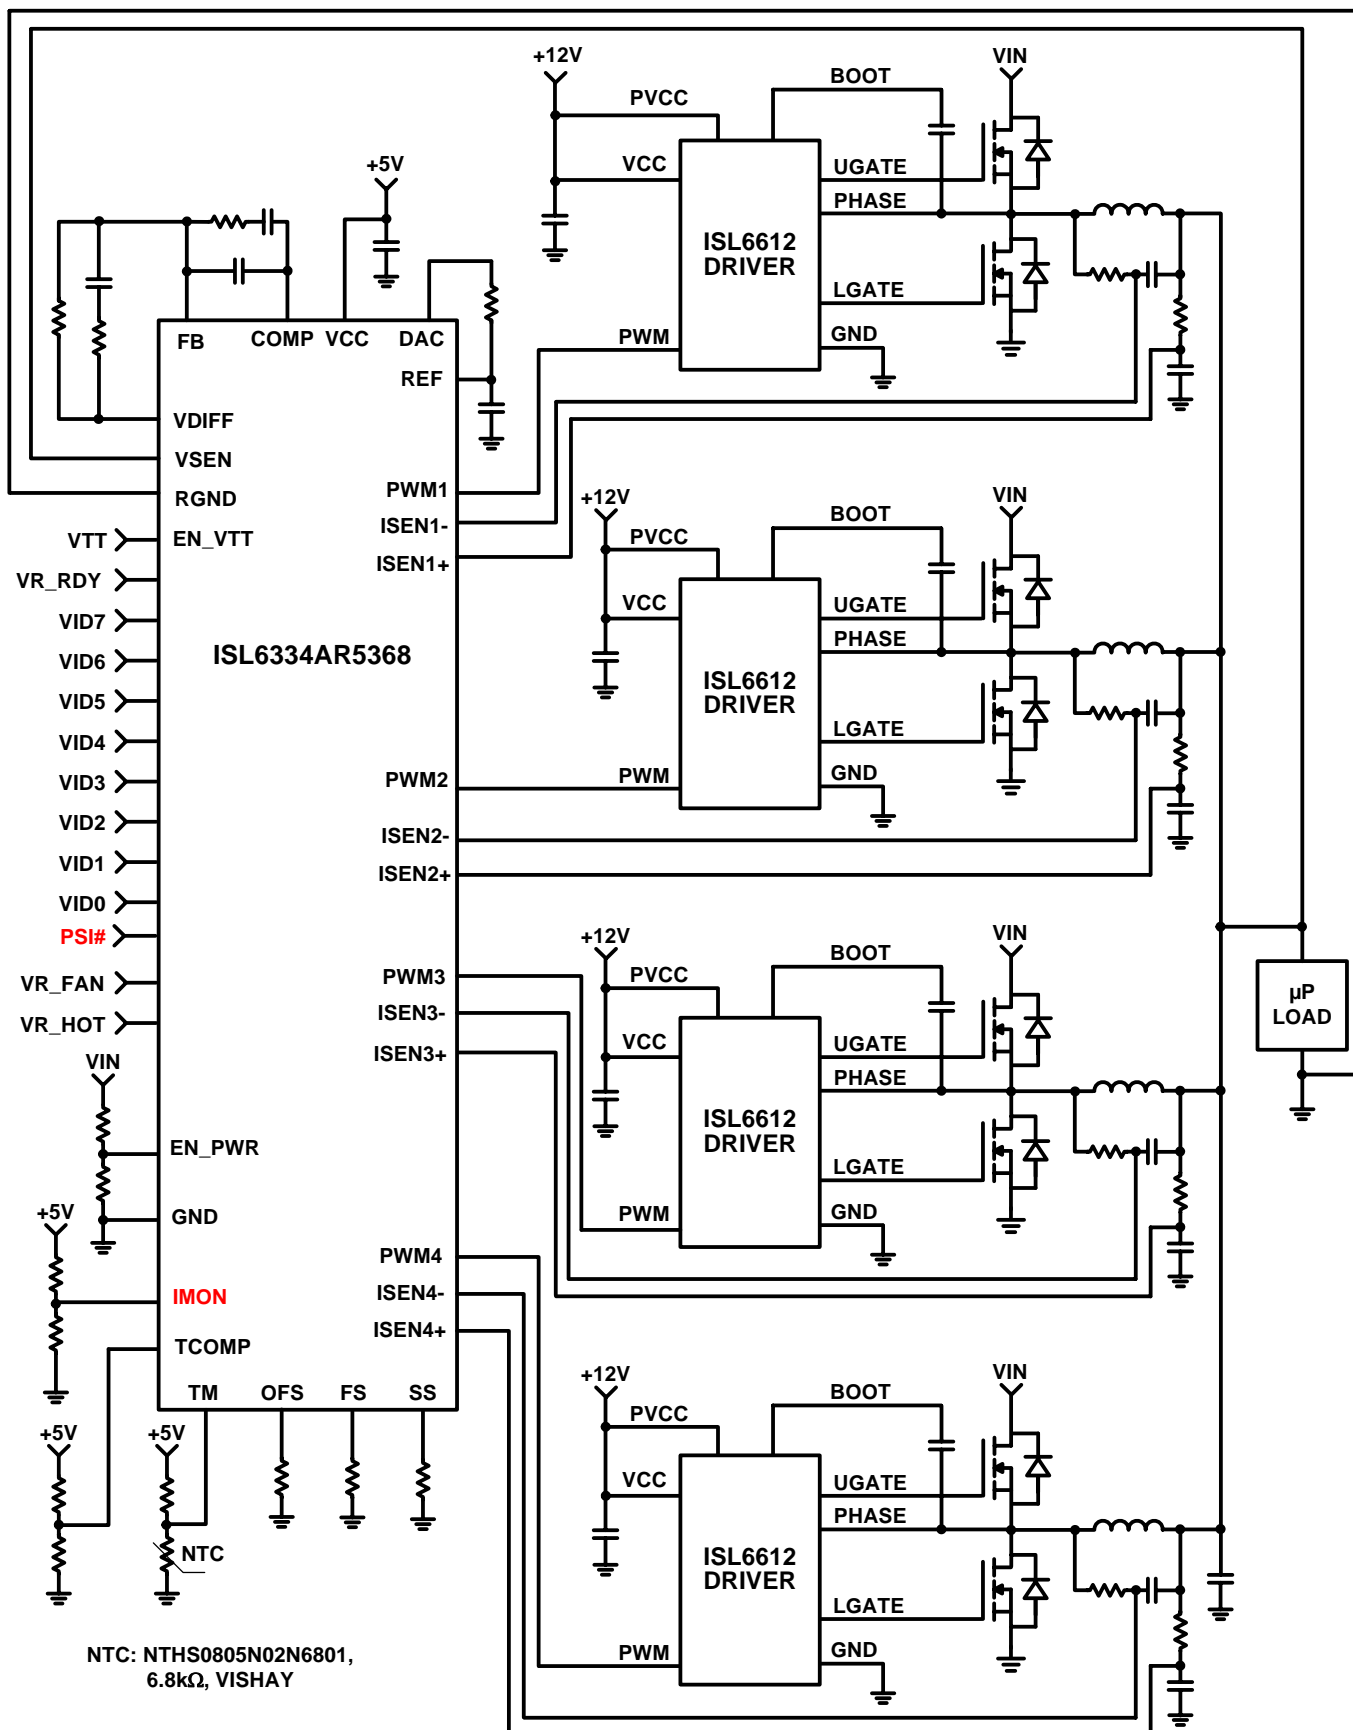 +12V
PVCC
BOOT
VIN
VCC
UGATE
PHASE
ISL6612
DRIVER
LGATE
PWM
GND
+5V
FB
COMP
VCC
DAC
REF
VDIFF
VSEN
RGND
EN_VTT
VTT
VR_RDY
VID7
VID6
VID5
VID4
VID3
VID2
VID1
VID0
PSI#
VR_FAN
VR_HOT
VIN
EN_PWR
GND
+5V
IMON
TCOMP
TM
OFS
FS
SS
ISL6334AR5368
PWM1
ISEN1-
ISEN1+
PWM2
ISEN2-
ISEN2+
PWM3
ISEN3-
ISEN3+
PWM4
ISEN4-
ISEN4+
+12V
PVCC
BOOT
VIN
VCC
UGATE
PHASE
ISL6612
DRIVER
LGATE
PWM
GND
+12V
PVCC
BOOT
VIN
VCC
UGATE
PHASE
ISL6612
DRIVER
LGATE
PWM
GND
µP
LOAD
+12V
PVCC
BOOT
VIN
VCC
UGATE
PHASE
ISL6612
DRIVER
LGATE
PWM
GND
+5V
+5V
NTC
NTC: NTHS0805N02N6801,
6.8kΩ, VISHAY